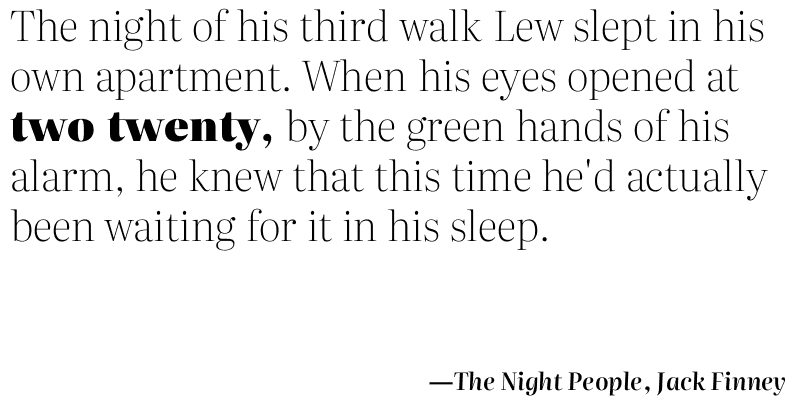 The night of his third walk Lew slept in his
own apartment. When his eyes opened at
two twenty, by the green hands of his
alarm, he knew that this time he'd actually
been waiting for it in his sleep.
—The Night People, Jack Finney